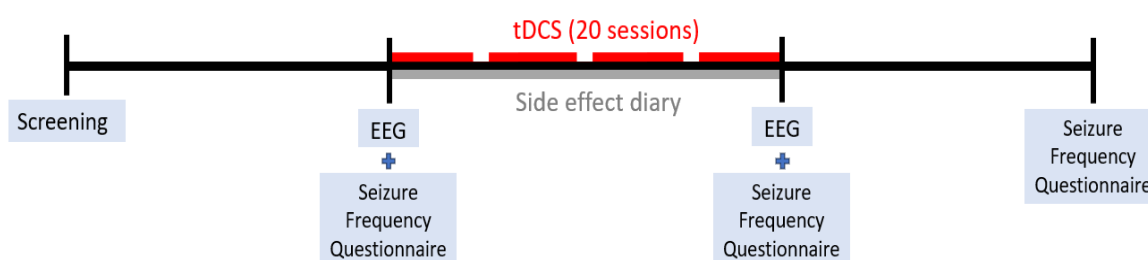 tDCS (20 sessions)
Side effect diary
Screening
EEG
Seizure
Frequency
Questionnaire
EEG
Seizure
Frequency
Questionnaire
Seizure
Frequency
Questionnaire